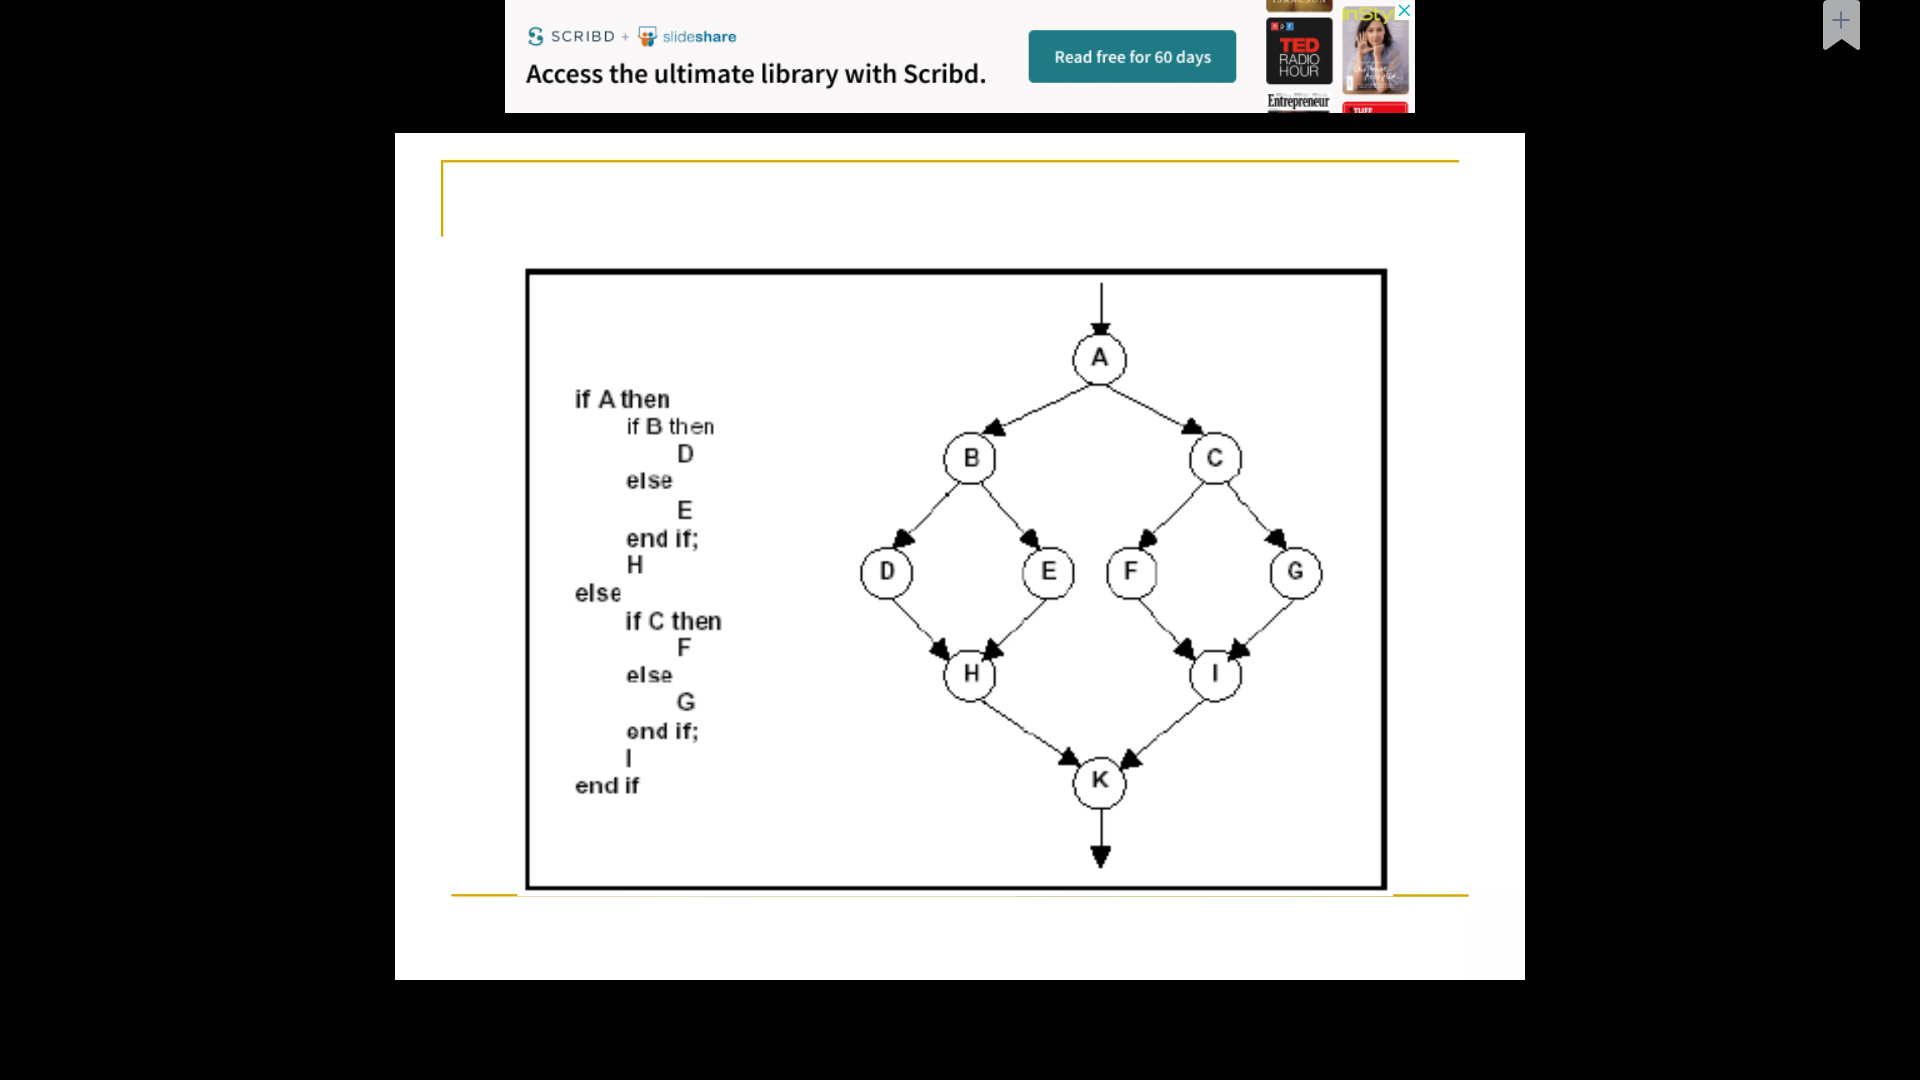 SCRIBD + slideshare
Access the ultimate library with Scribd.
Read free for 60 days
TED
RADIO
HOUR
InStyl
Entrepreneur
if A then
if B then
D
else
E
end if;
H
else
if C then
F
else
G
end if;
I
end if
A
B
C
D
E
F
G
H
I
K